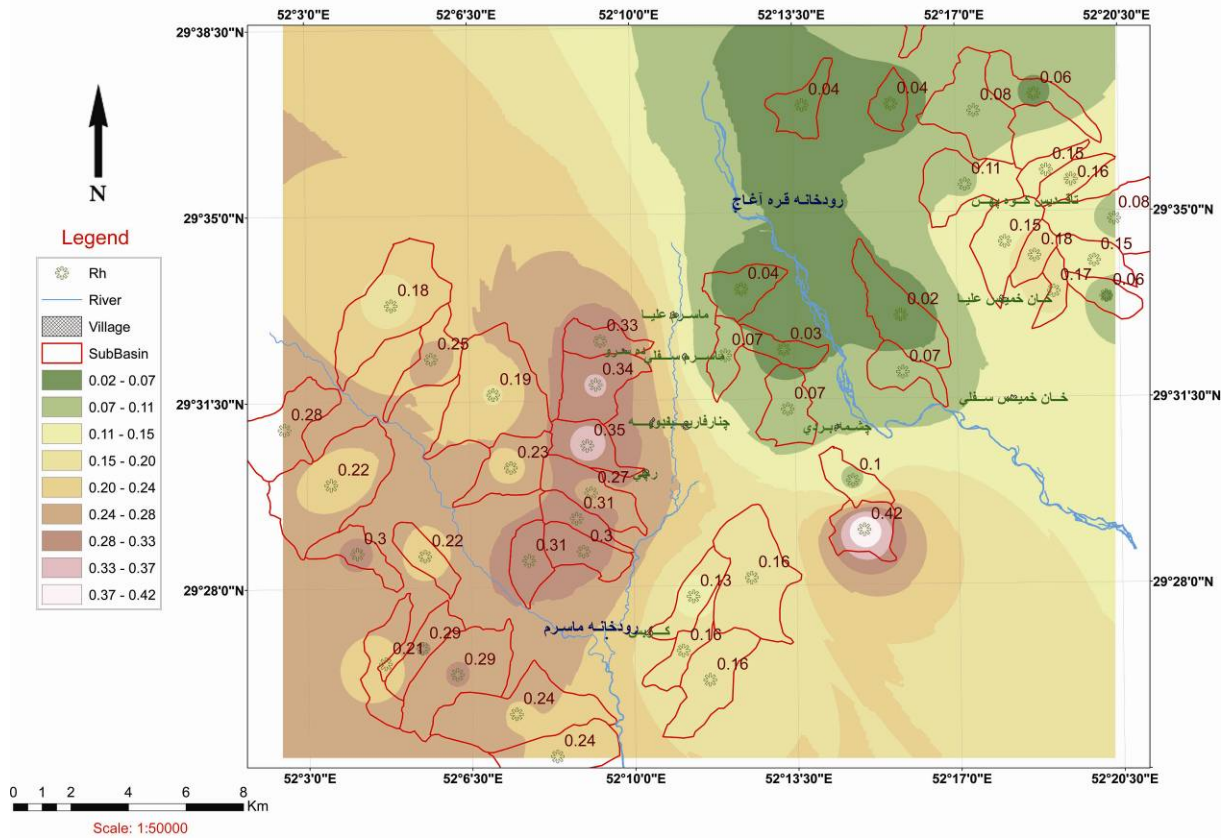 52°3'0"E
52°6'30"E
52°10'0"E
52°13'30"E
52°17'0"E
52°20'30"E
29°38'30"N
29°35'0"N
29°31'30"N
29°28'0"N
29°35'0"N
29°31'30"N
29°28'0"N
N
Legend
Rh
River
Village
SubBasin
0.02 - 0.07
0.07 - 0.11
0.11 - 0.15
0.15 - 0.20
0.20 - 0.24
0.24 - 0.28
0.28 - 0.33
0.33 - 0.37
0.37 - 0.42
0.04
0.04
0.08
0.06
0.15
0.16
0.11
تاقدیس کوه پهن
رودخانه قره آغاج
0.08
0.15
0.18
0.15
0.17
0.06
خان خمیس علیا
0.18
0.04
0.02
ماسرم علیا
0.33
0.03
0.25
0.07
ماسرم سفلي
0.34
0.07
0.19
0.07
خان خمیس سفلي
0.28
0.35
چشمه بردي
0.23
0.22
0.27
0.1
0.31
0.42
0.3
0.22
0.31
0.3
0.16
0.13
رودخانه ماسرم
0.29
0.21
0.29
0.16
0.16
0.24
0.24
52°3'0"E
52°6'30"E
52°10'0"E
52°13'30"E
52°17'0"E
52°20'30"E
0 1 2 4 6 8 Km
Scale: 1:50000